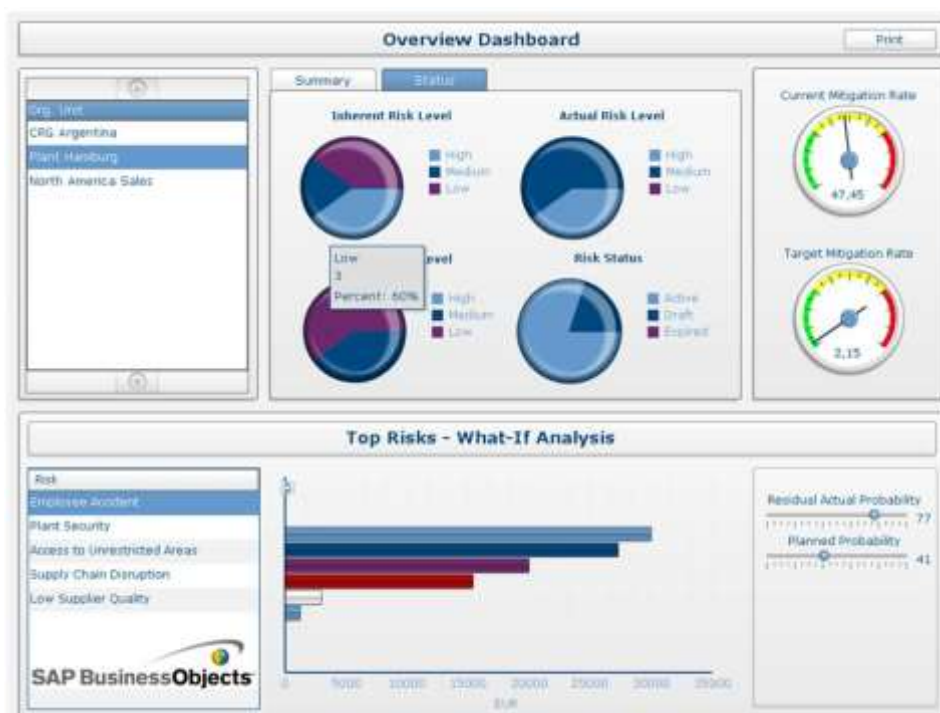 Overview Dashboard
Print
Org. Unit
CRG Argentina
Plant Hamburg
North America Sales
Summary
Status
Inherent Risk Level
High
Medium
Low
Actual Risk Level
High
Medium
Low
Low
3
Percent: 60%
evel
High
Medium
Low
Risk Status
Active
Draft
Expired
Current Mitigation Rate
47,45
Target Mitigation Rate
2,15
Top Risks - What-If Analysis
Risk
Employee Accident
Plant Security
Access to Unrestricted Areas
Supply Chain Disruption
Low Supplier Quality
SAP BusinessObjects
0 5000 10000 15000 20000 25000 30000 35000
EUR
Residual Actual Probability
77
Planned Probability
41